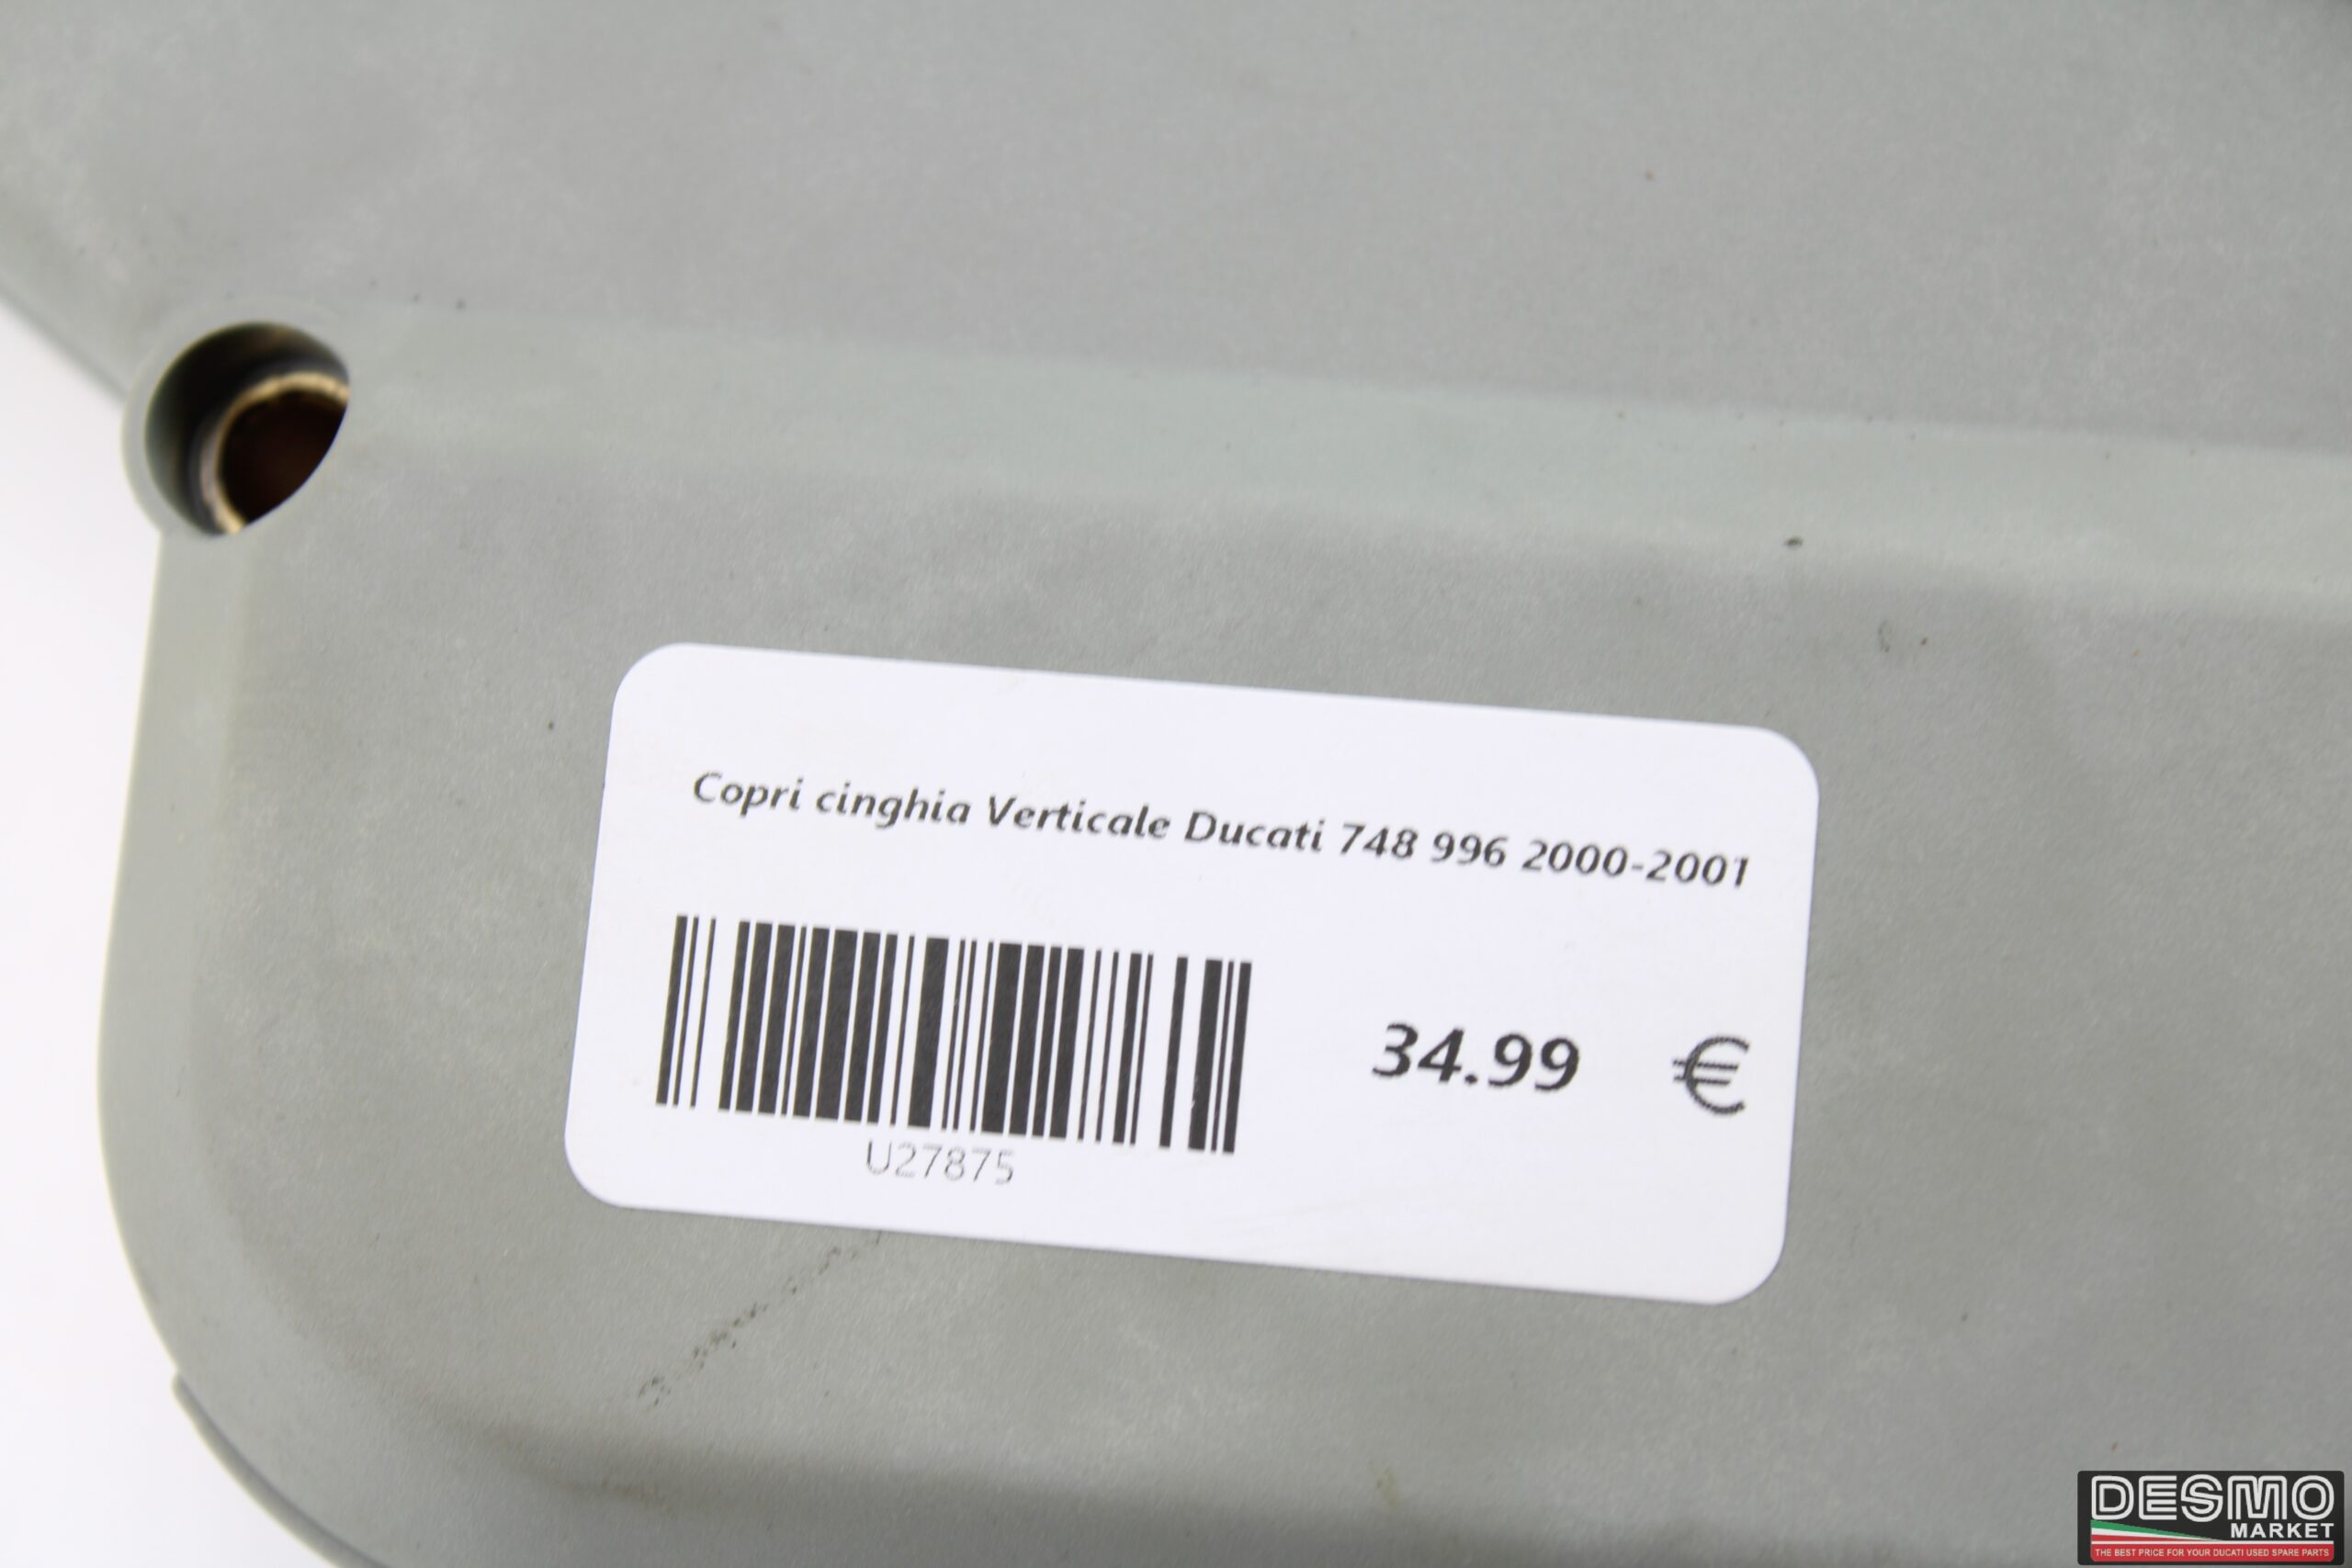 Copri cinghia Verticale Ducati 748 996 2000-2001
34.99 €
U27875
DESMO
MARKET
THE BEST PRICE FOR YOUR DUCATI USED SPARE PARTS